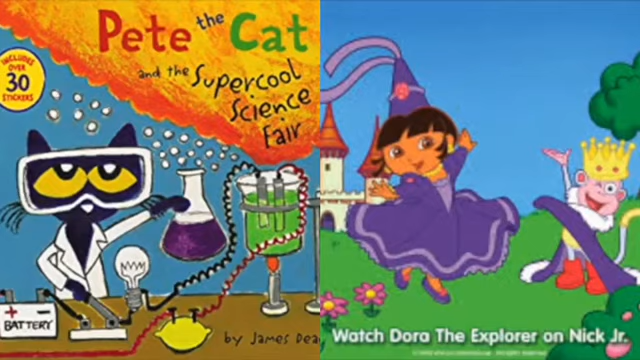 Pete the Cat
and the Supercool
Science
Fair
INCLUDES
OVER
30
STICKERS
+ -
BATTERY
by James Dea
Watch Dora The Explorer on Nick Jr.